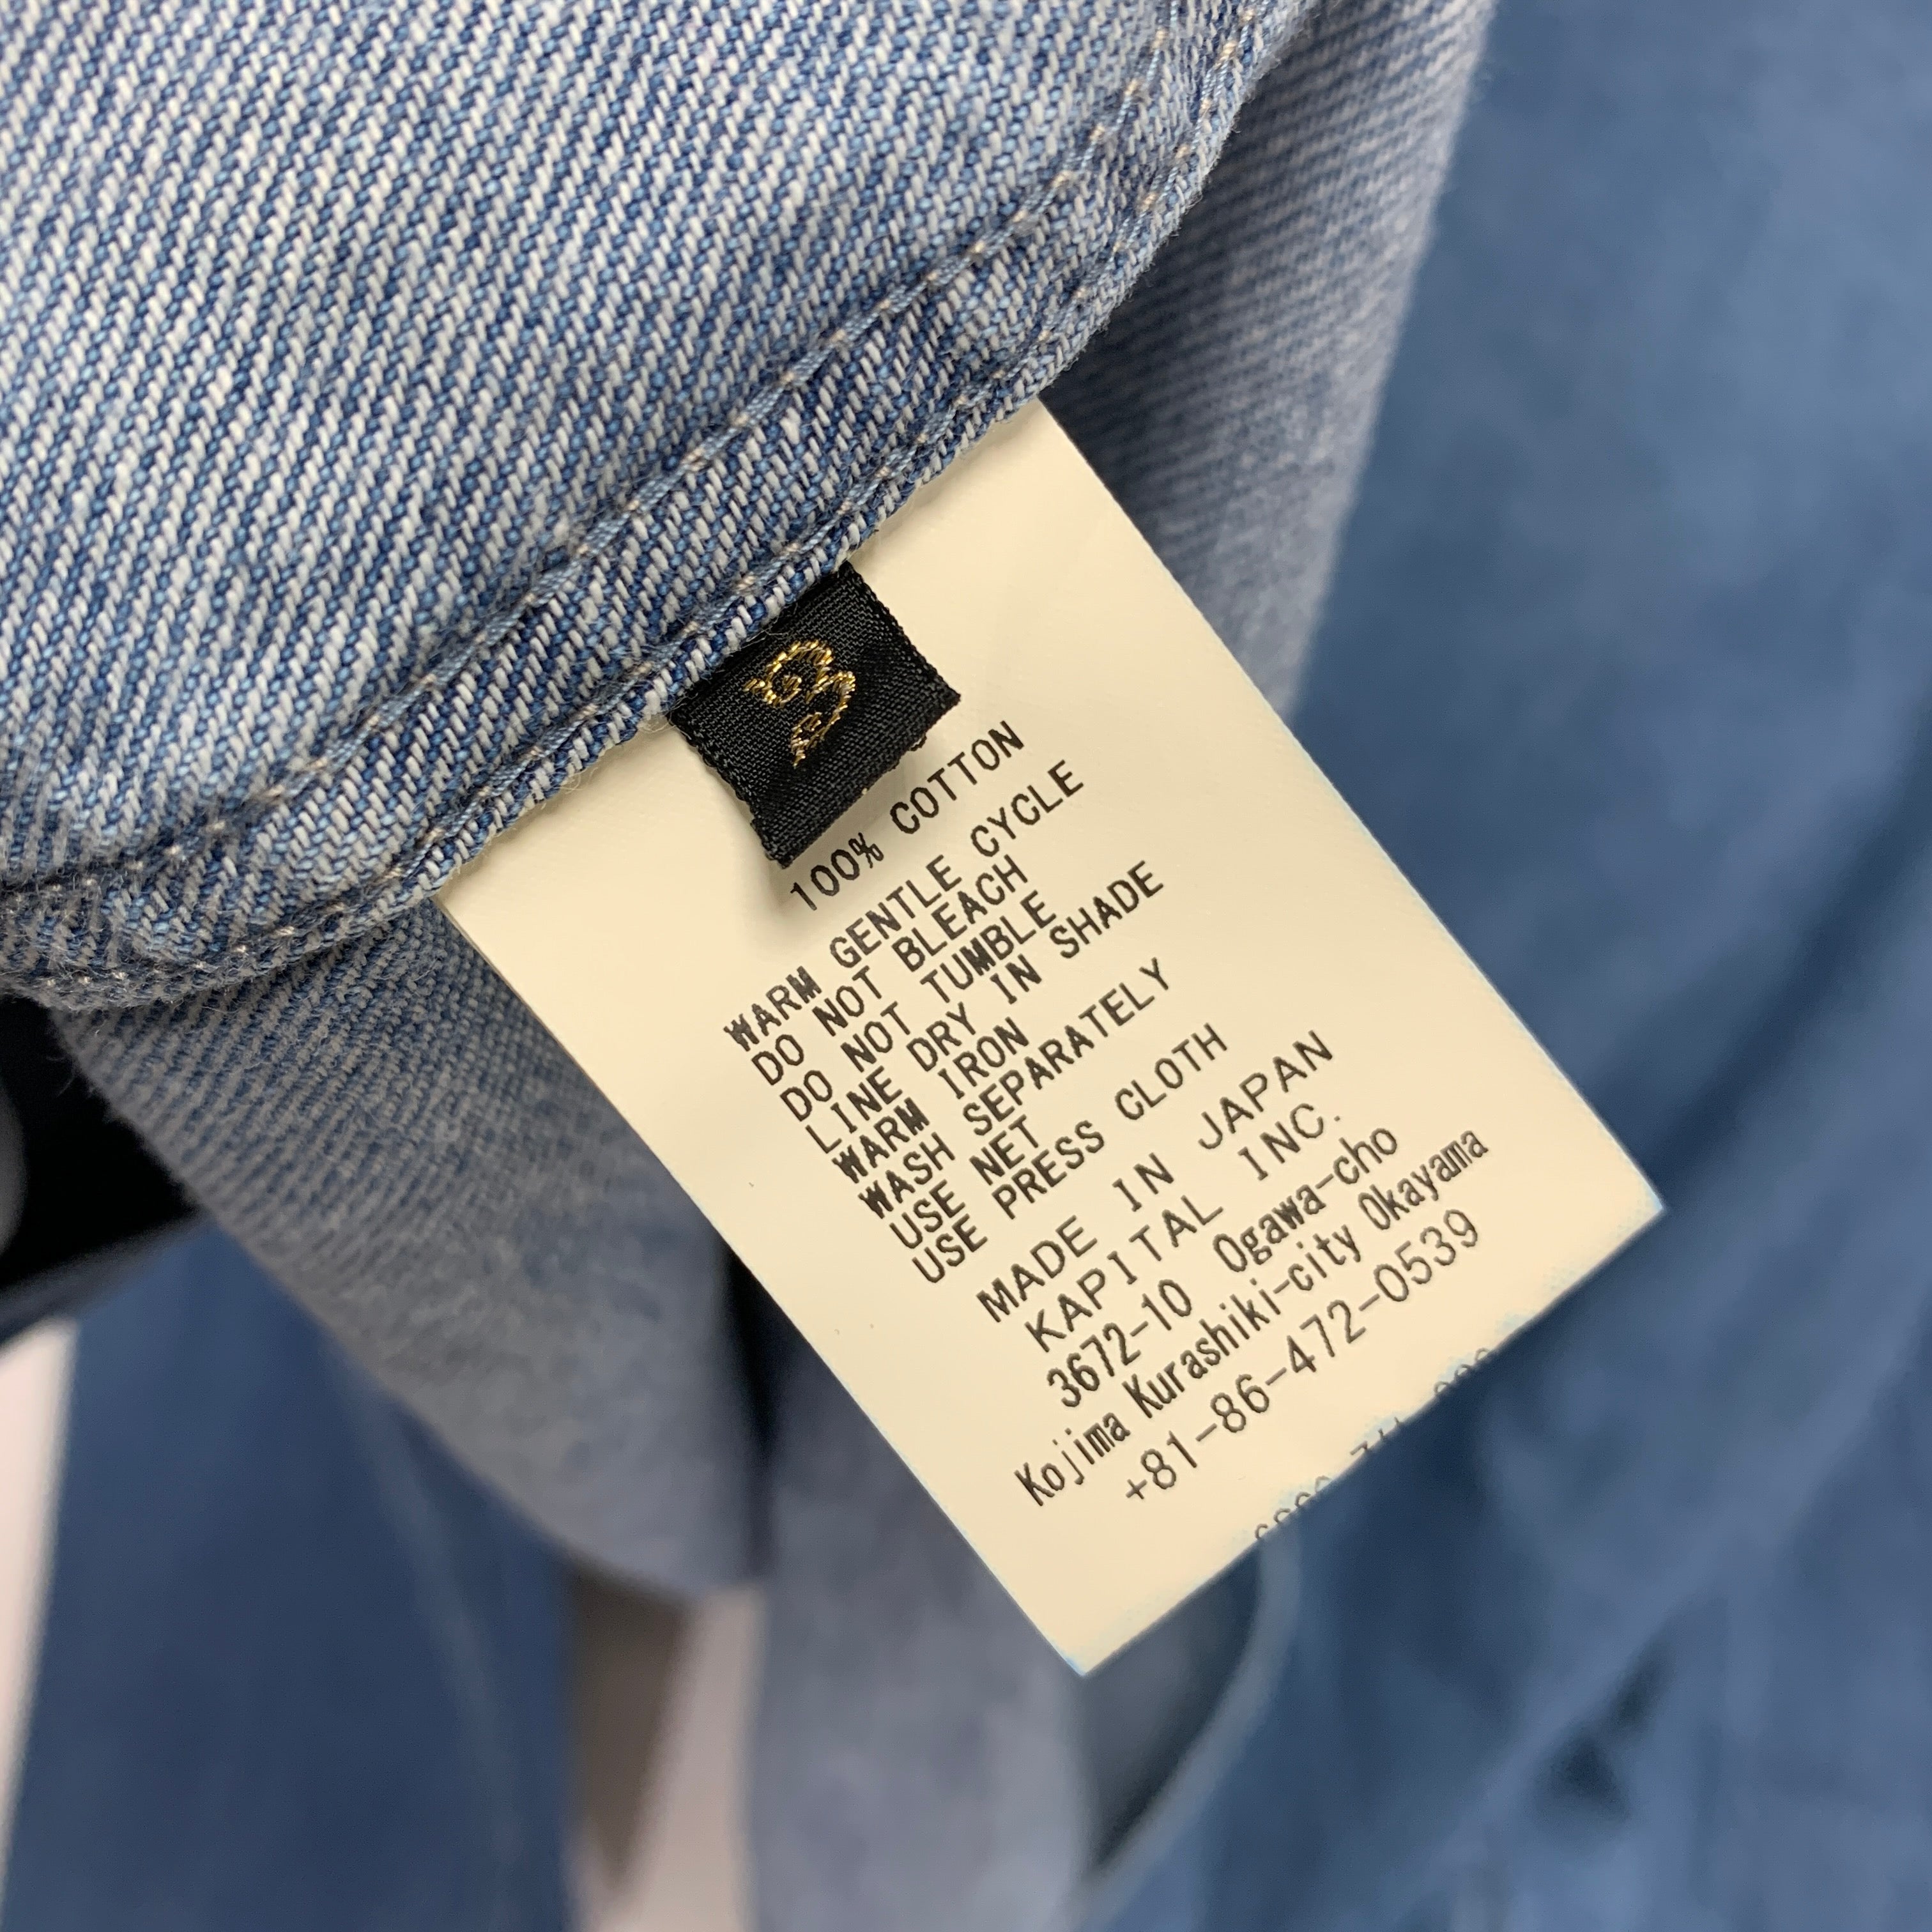 3
100% COTTON
WARM GENTLE CYCLE
DO NOT BLEACH
DO NOT TUMBLE
LINE DRY IN SHADE
WARM IRON
WASH SEPARATELY
USE NET
USE PRESS CLOTH
MADE IN JAPAN
KAPITAL INC.
3672-10 Ogawa-cho
Kojima Kurashiki-city Okayama
+81-86-472-0539